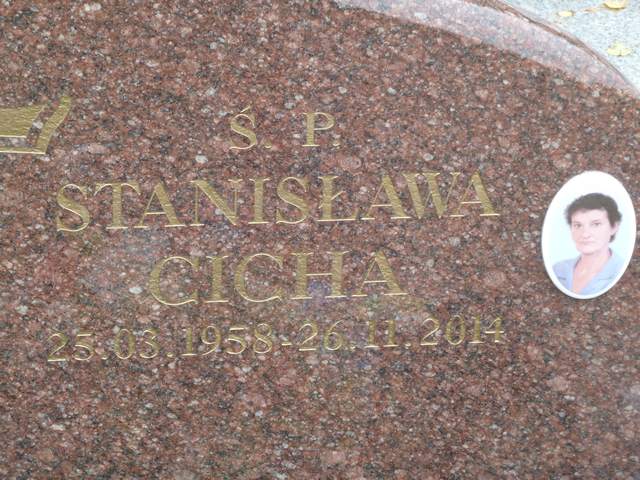 Ś. P.
STANISŁAWA
CICHA
25.03.1958-26.11.2014